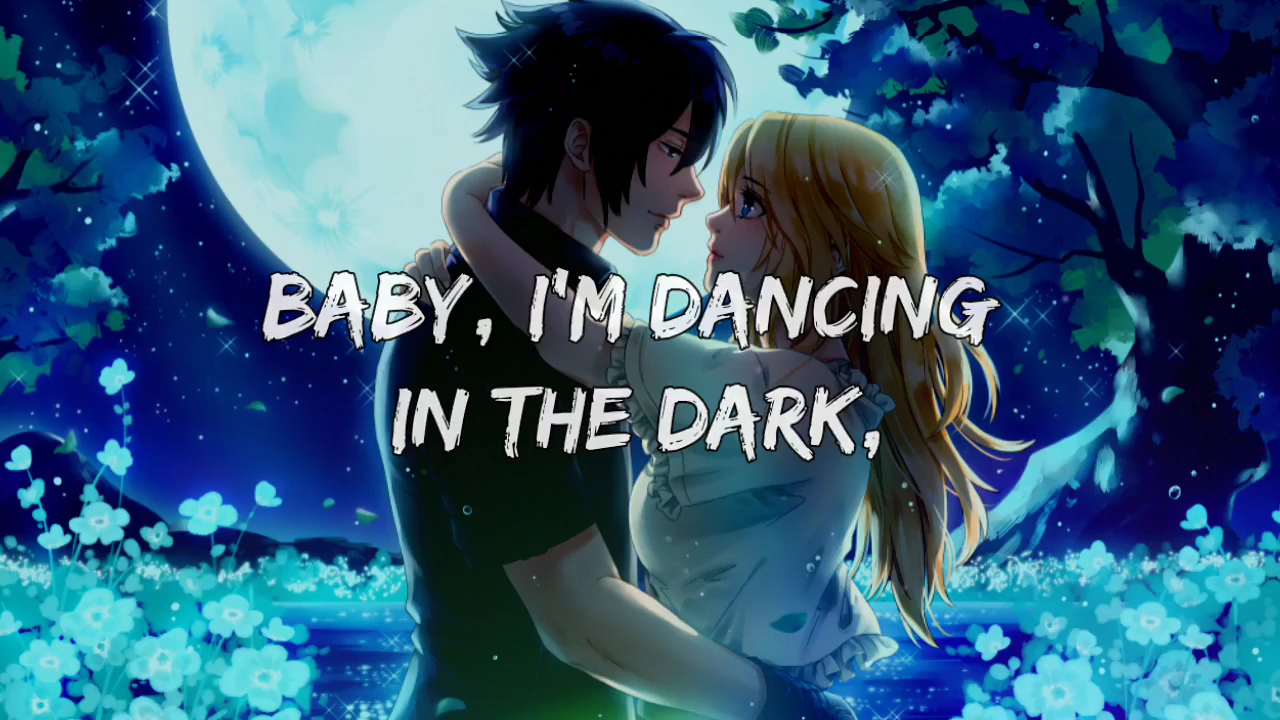 BABY, I'M DANCING
IN THE DARK,